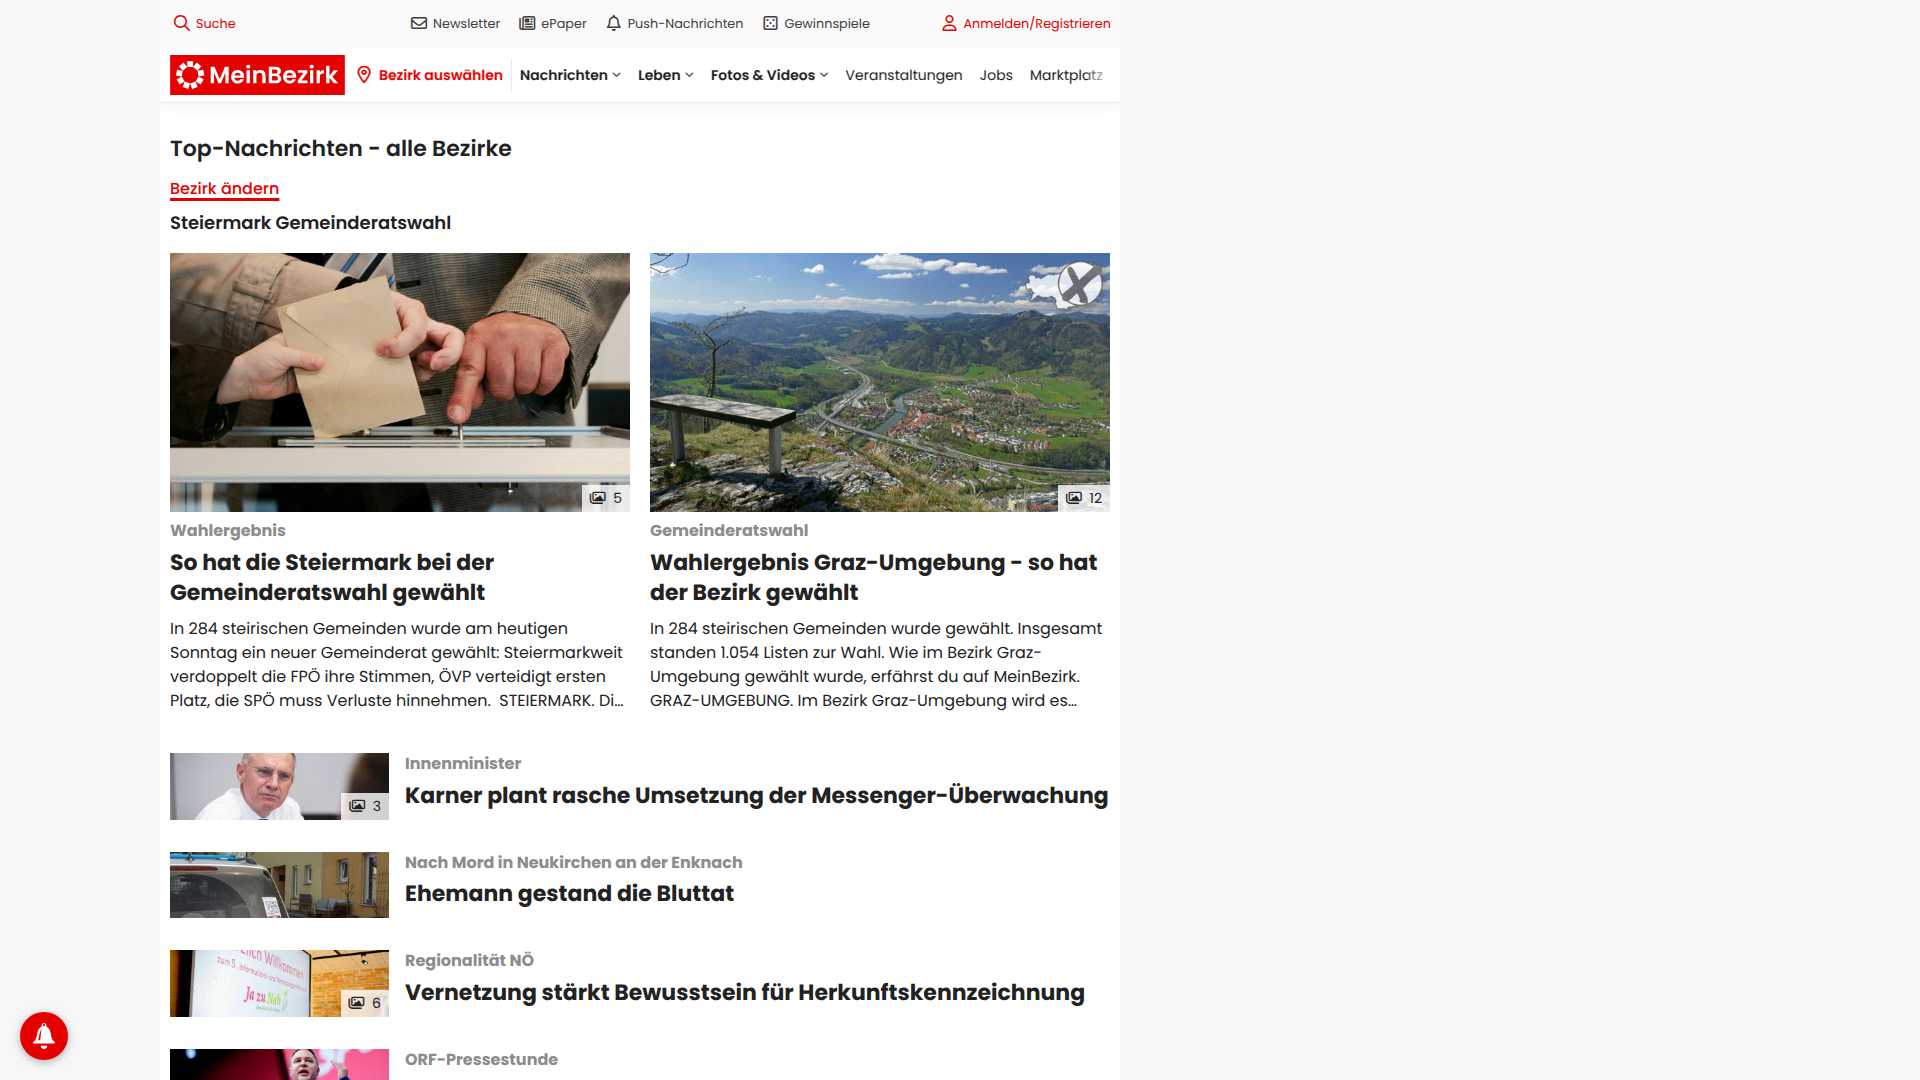 Suche
Newsletter
ePaper
Push-Nachrichten
Gewinnspiele
Anmelden/Registrieren
MeinBezirk
Bezirk auswählen
Nachrichten
Leben
Fotos & Videos
Veranstaltungen
Jobs
Marktplatz
Top-Nachrichten - alle Bezirke
Bezirk ändern
Steiermark Gemeinderatswahl
5
Wahlergebnis
So hat die Steiermark bei der
Gemeinderatswahl gewählt
In 284 steirischen Gemeinden wurde am heutigen
Sonntag ein neuer Gemeinderat gewählt: Steiermarkweit
verdoppelt die FPÖ ihre Stimmen, ÖVP verteidigt ersten
Platz, die SPÖ muss Verluste hinnehmen.  STEIERMARK. Di...
12
Gemeinderatswahl
Wahlergebnis Graz-Umgebung - so hat
der Bezirk gewählt
In 284 steirischen Gemeinden wurde gewählt. Insgesamt
standen 1.054 Listen zur Wahl. Wie im Bezirk Graz-
Umgebung gewählt wurde, erfährst du auf MeinBezirk.
GRAZ-UMGEBUNG. Im Bezirk Graz-Umgebung wird es...
3
Innenminister
Karner plant rasche Umsetzung der Messenger-Überwachung
Nach Mord in Neukirchen an der Enknach
Ehemann gestand die Bluttat
Willkommen
zum 5.
Ja zu Nah
6
Regionalität NÖ
Vernetzung stärkt Bewusstsein für Herkunftskennzeichnung
ORF-Pressestunde